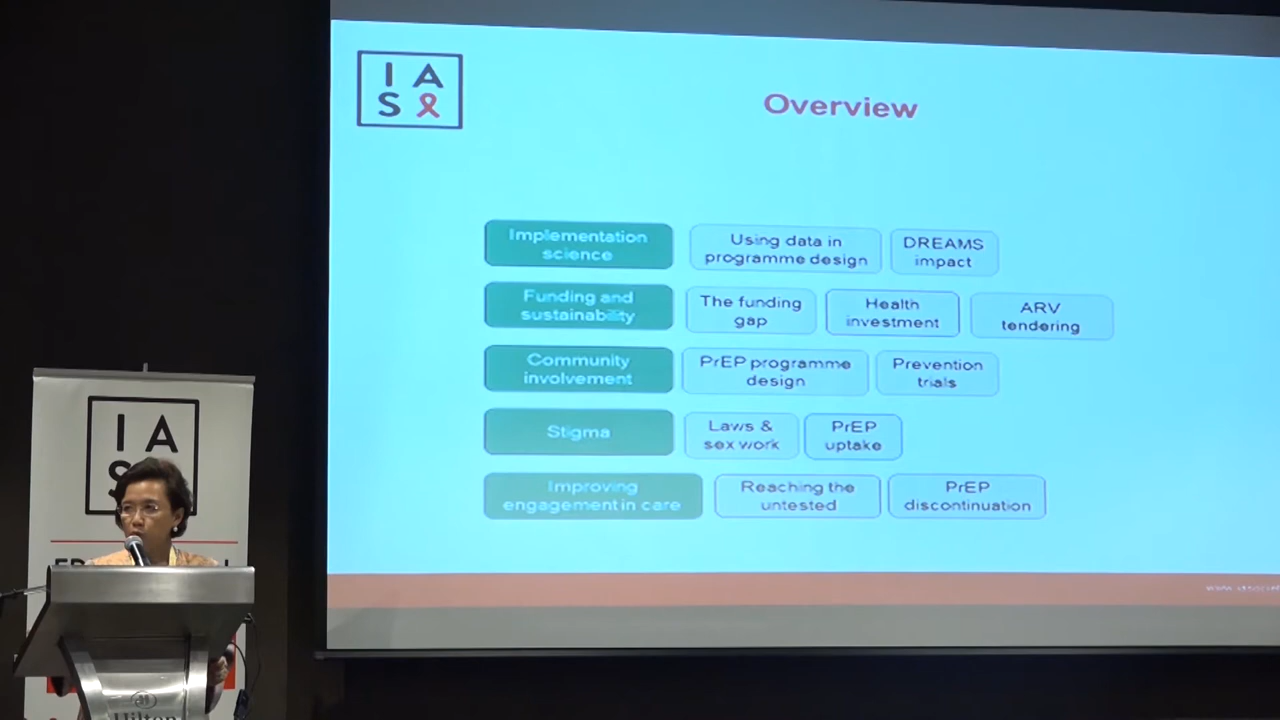 I A
S
Overview
Implementation
science
Using data in
programme design
DREAMS
impact
Funding and
sustainability
The funding
gap
Health
investment
ARV
tendering
Community
involvement
PrEP programme
design
Prevention
trials
Stigma
Laws &
sex work
PrEP
uptake
Improving
engagement in care
Reaching the
untested
PrEP
discontinuation
I A
S
Hilton